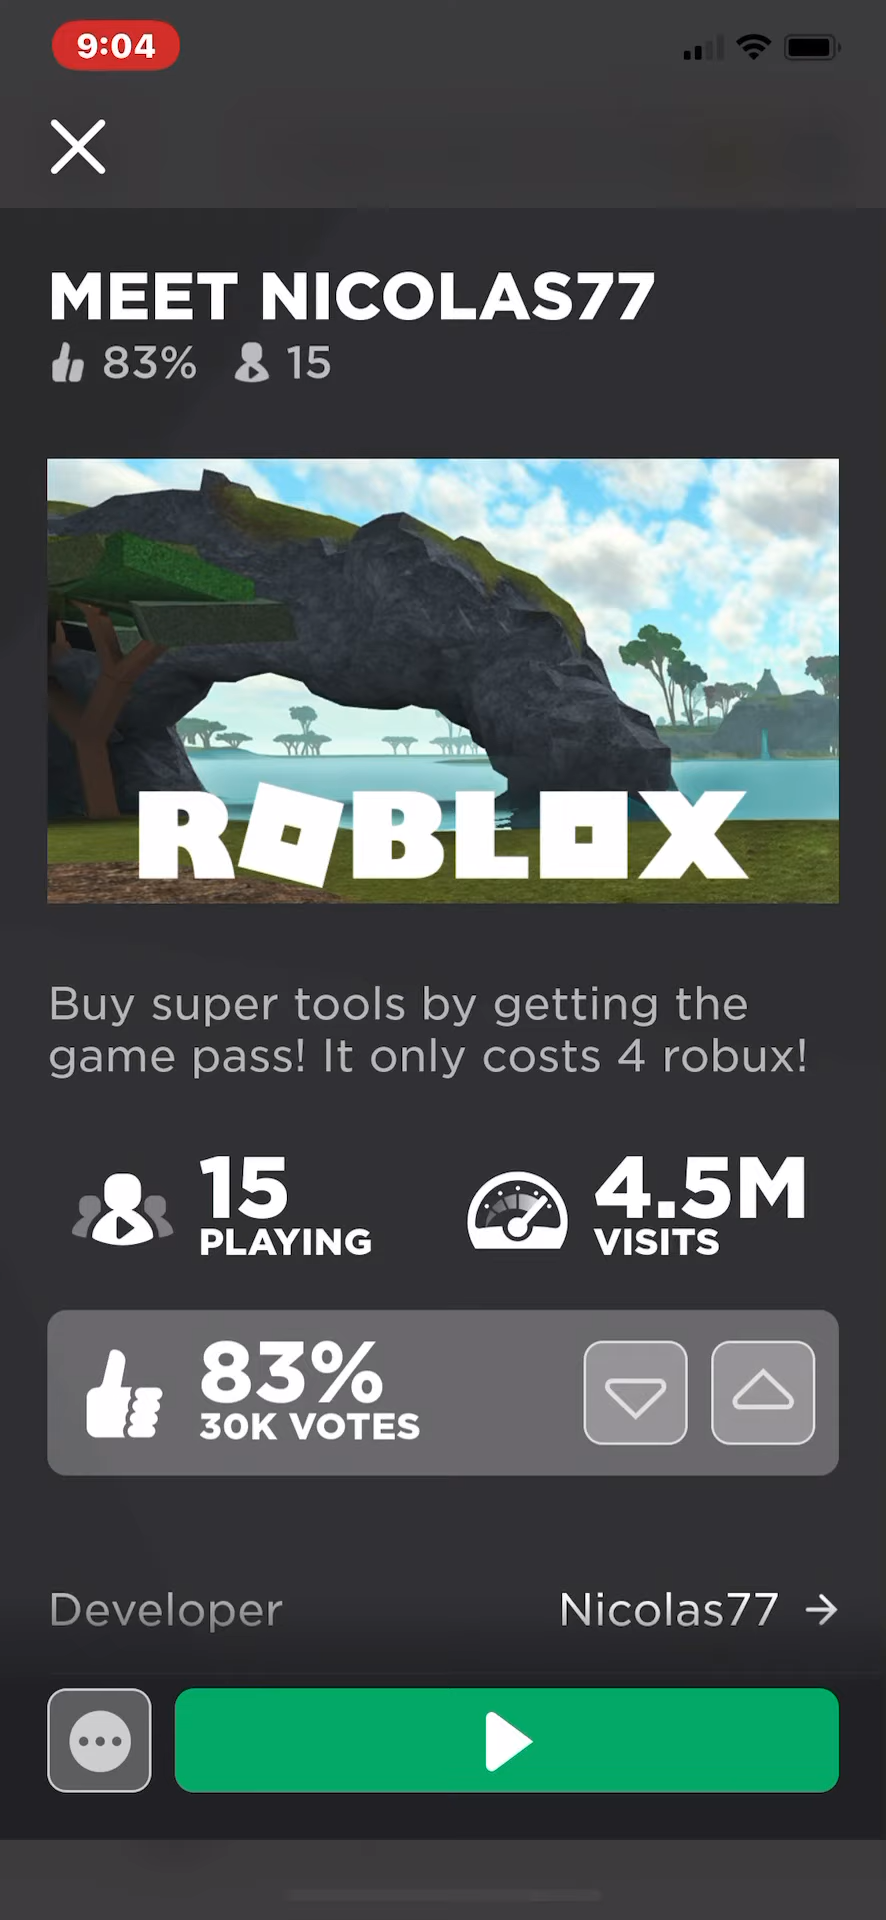 9:04
MEET NICOLAS77
83% 15
ROBLOX
Buy super tools by getting the
game pass! It only costs 4 robux!
15
PLAYING
4.5M
VISITS
83%
30K VOTES
Developer Nicolas77 →